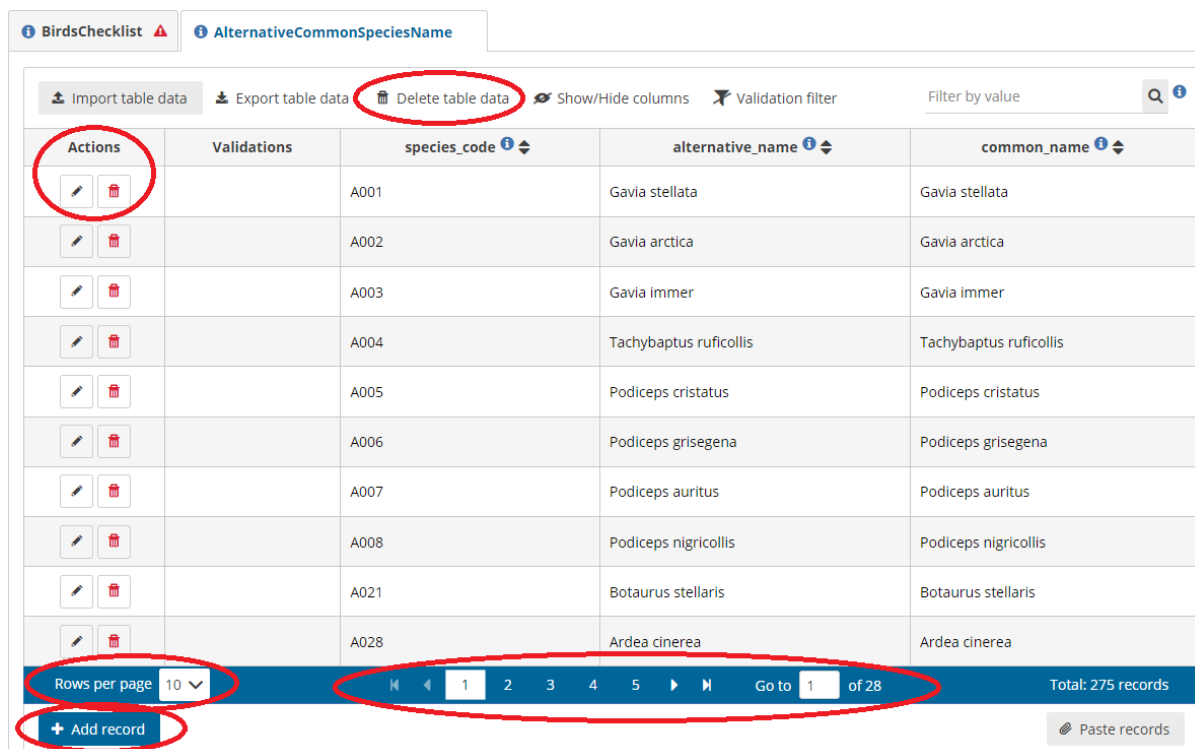 BirdsChecklist AlternativeCommonSpeciesName
Import table data Export table data Delete table data Show/Hide columns Validation filter Filter by value
Actions Validations species_code alternative_name common_name
A001 Gavia stellata Gavia stellata
A002 Gavia arctica Gavia arctica
A003 Gavia immer Gavia immer
A004 Tachybaptus ruficollis Tachybaptus ruficollis
A005 Podiceps cristatus Podiceps cristatus
A006 Podiceps grisegena Podiceps grisegena
A007 Podiceps auritus Podiceps auritus
A008 Podiceps nigricollis Podiceps nigricollis
A021 Botaurus stellaris Botaurus stellaris
A028 Ardea cinerea Ardea cinerea
Rows per page 10 1 2 3 4 5 Go to 1 of 28 Total: 275 records
+ Add record Paste records